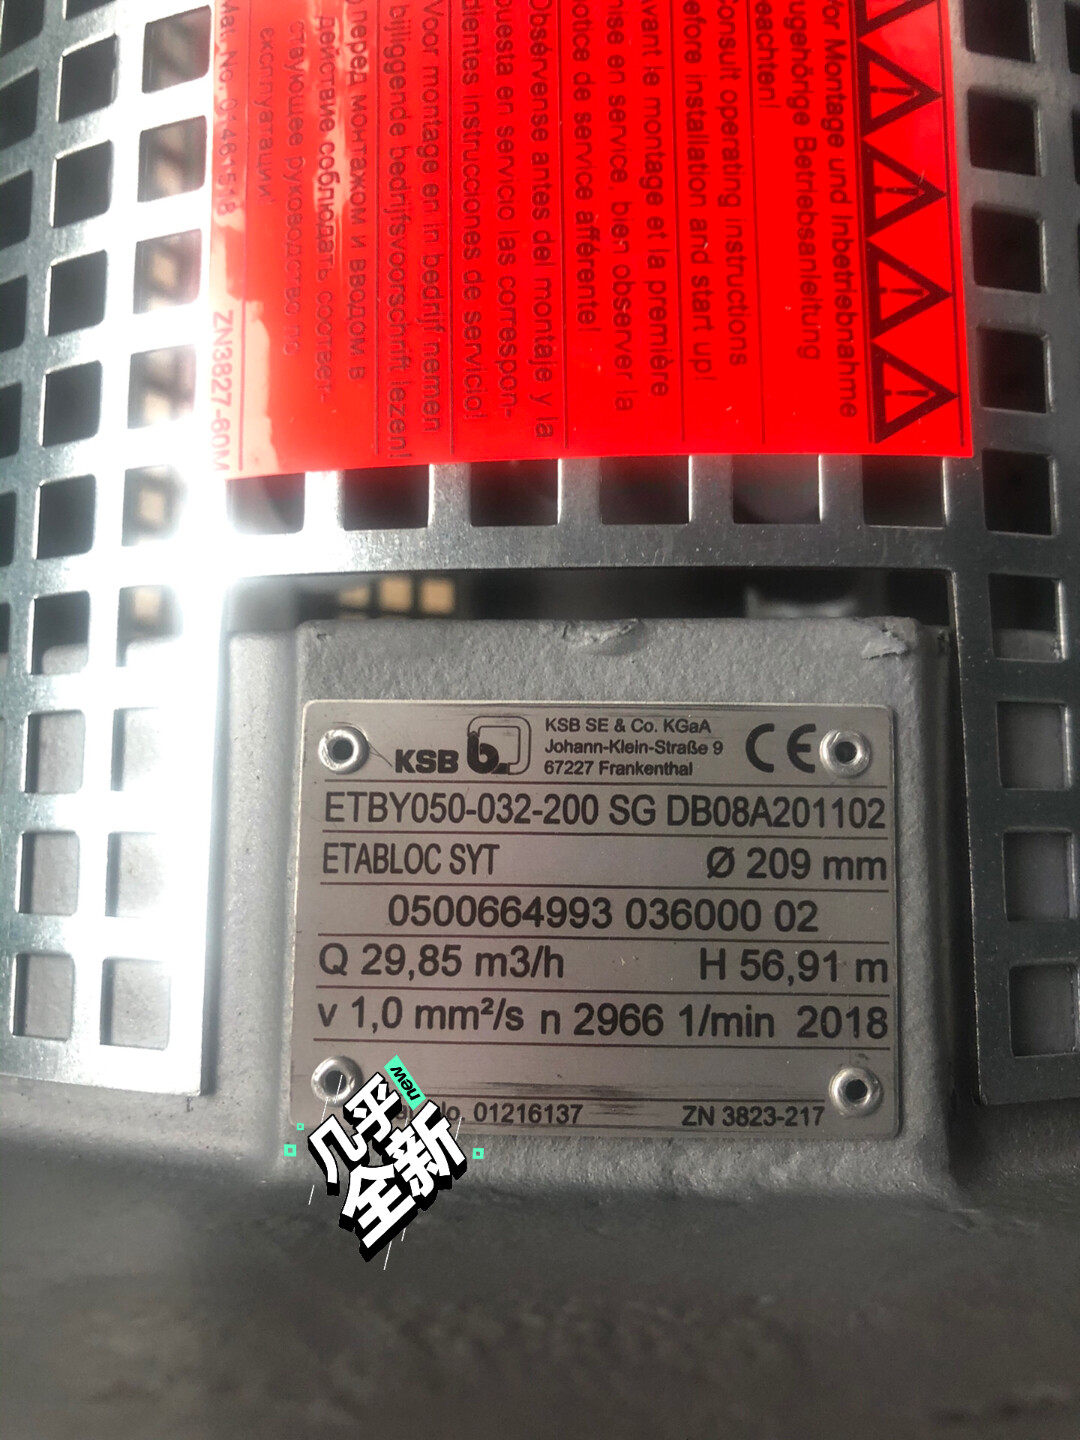 Vor Montage und Inbetriebnahme
zugehörige Betriebsanleitung
beachten!
Consult operating instructions
before installation and start up!
avant le montage et la première
mise en service, bien observer la
notice de service afférente!
Obsérvense antes del montaje y la
puesta en servicio las correspon-
dientes instrucciones de servicio!
Voor montage en in bedrijf nemen
bijliggende bedrijfsvoorschrift lezen!
перед монтажом и вводом в
действие соблюдать соответ-
ствующее руководство по
експлуатации!
Mat.No. 01461518
ZN3827-60M
KSB b
KSB SE & Co. KGaA
Johann-Klein-Straße 9
67227 Frankenthal
CE
ETBY050-032-200 SG DB08A201102
ETABLOC SYT Ø 209 mm
0500664993 036000 02
Q 29,85 m3/h H 56,91 m
v 1,0 mm²/s n 2966 1/min 2018
No. 01216137 ZN 3823-217
new
几乎
全新